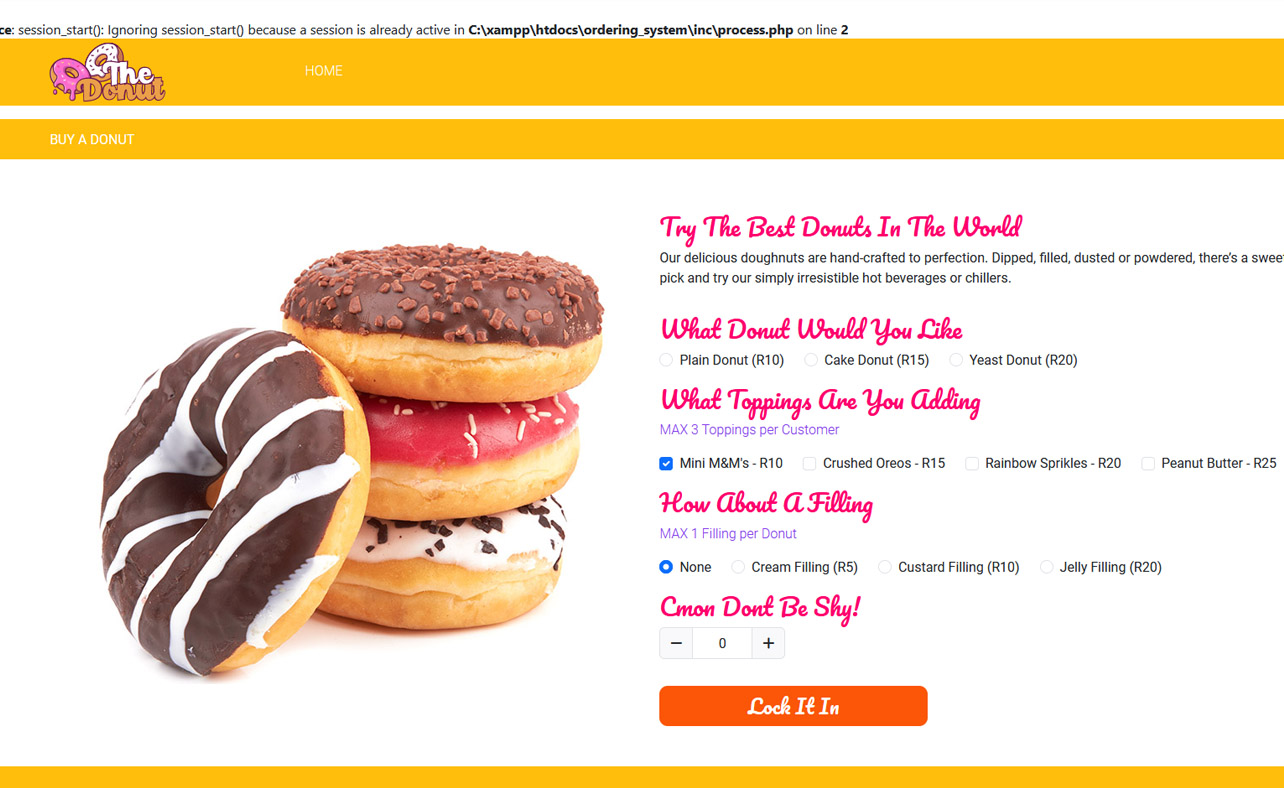 ce: session_start(): Ignoring session_start() because a session is already active in C:\xampp\htdocs\ordering_system\inc\process.php on line 2
The
Donut
HOME
BUY A DONUT
Try The Best Donuts In The World
Our delicious doughnuts are hand-crafted to perfection. Dipped, filled, dusted or powdered, there's a swee
pick and try our simply irresistible hot beverages or chillers.
What Donut Would You Like
Plain Donut (R10) Cake Donut (R15) Yeast Donut (R20)
What Toppings Are You Adding
MAX 3 Toppings per Customer
Mini M&M's - R10 Crushed Oreos - R15 Rainbow Sprikles - R20 Peanut Butter - R25
How About A Filling
MAX 1 Filling per Donut
None Cream Filling (R5) Custard Filling (R10) Jelly Filling (R20)
Cmon Dont Be Shy!
− 0 +
Lock It In